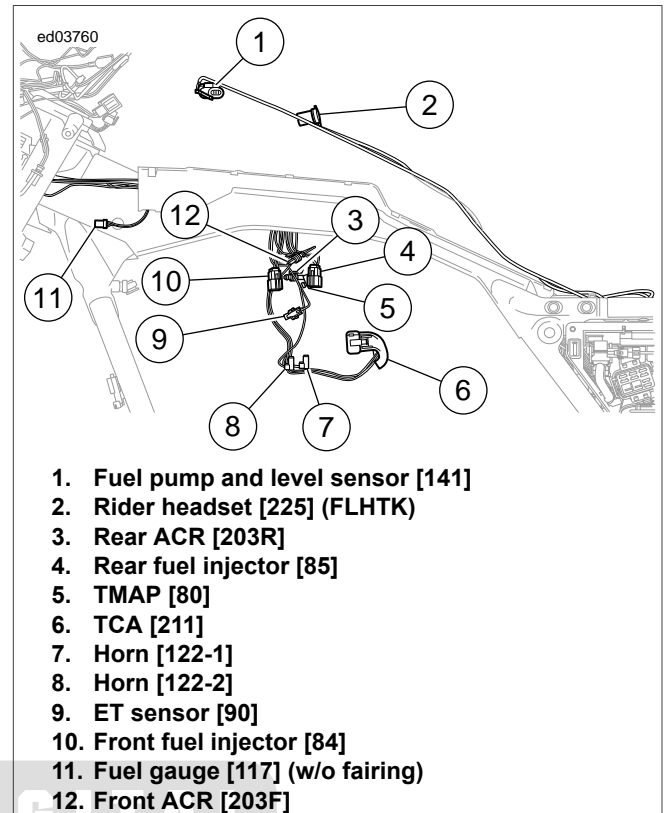 ed03760
1
2
12
3
4
10
11
5
9
6
8
7
1. Fuel pump and level sensor [141]
2. Rider headset [225] (FLHTK)
3. Rear ACR [203R]
4. Rear fuel injector [85]
5. TMAP [80]
6. TCA [211]
7. Horn [122-1]
8. Horn [122-2]
9. ET sensor [90]
10. Front fuel injector [84]
11. Fuel gauge [117] (w/o fairing)
12. Front ACR [203F]